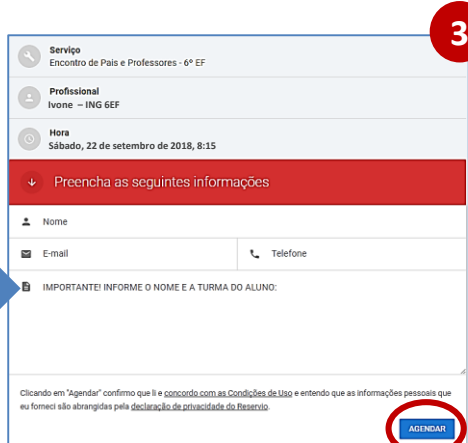 3
Serviço
Encontro de Pais e Professores - 6º EF
Profissional
Ivone – ING 6EF
Hora
Sábado, 22 de setembro de 2018, 8:15
Preencha as seguintes informações
Nome
E-mail
Telefone
IMPORTANTE! INFORME O NOME E A TURMA DO ALUNO:
Clicando em "Agendar" confirmo que li e concordo com as Condições de Uso e entendo que as informações pessoais que
eu forneci são abrangidas pela declaração de privacidade do Reservio.
AGENDAR